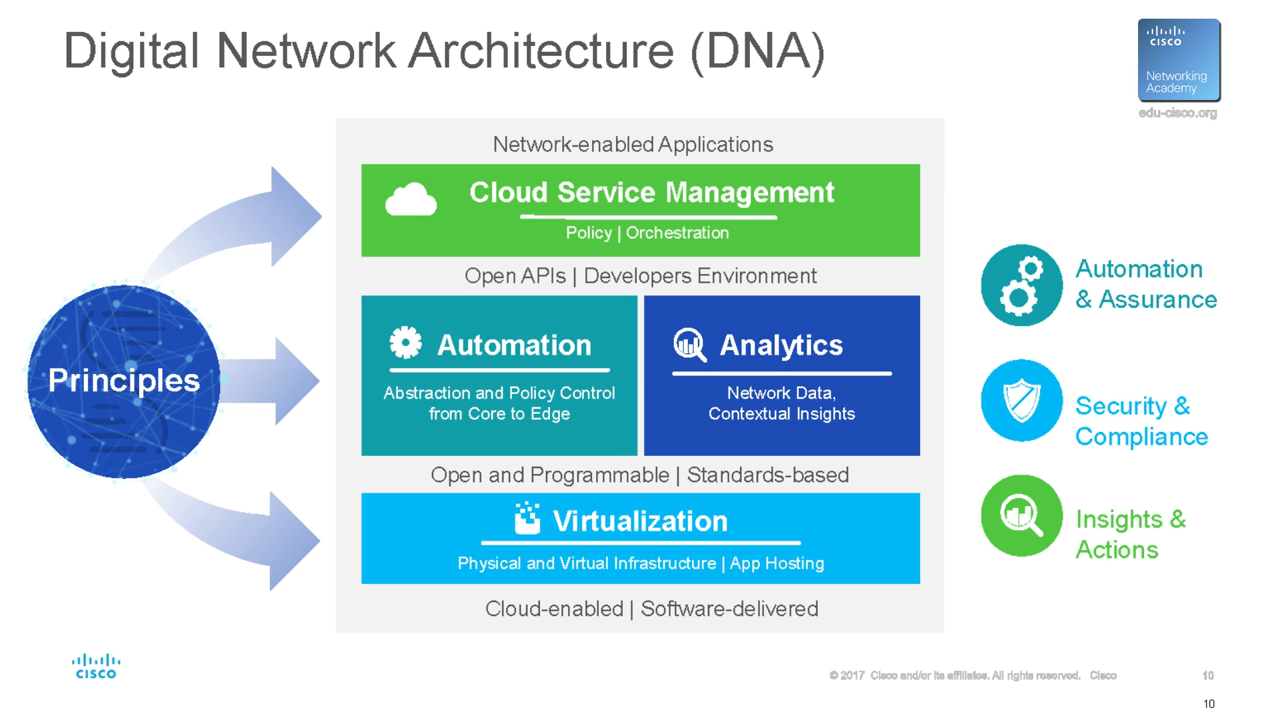 Digital Network Architecture (DNA)
CISCO
Networking
Academy
edu-cisco.org
Principles
Network-enabled Applications
Cloud Service Management
Policy | Orchestration
Open APIs | Developers Environment
Automation
Abstraction and Policy Control
from Core to Edge
Analytics
Network Data,
Contextual Insights
Open and Programmable | Standards-based
Virtualization
Physical and Virtual Infrastructure | App Hosting
Cloud-enabled | Software-delivered
Automation
& Assurance
Security &
Compliance
Insights &
Actions
CISCO
© 2017 Cisco and/or its affiliates. All rights reserved. Cisco
10
10